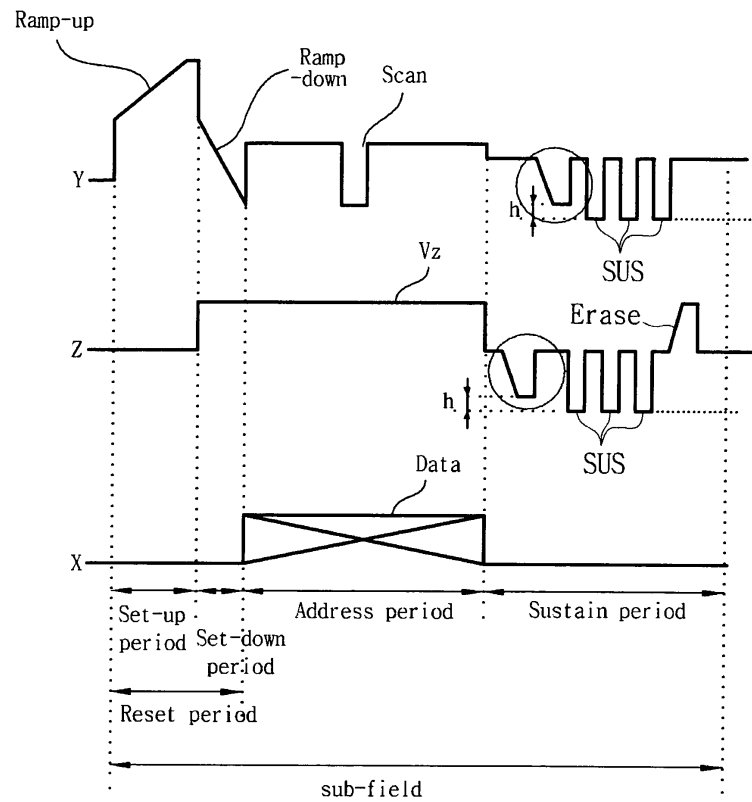 Ramp-up
Ramp
-down
Scan
Y
h
SUS
Vz
Erase
Z
h
SUS
Data
X
Set-up
period
Set-down
period
Address period
Sustain period
Reset period
sub-field